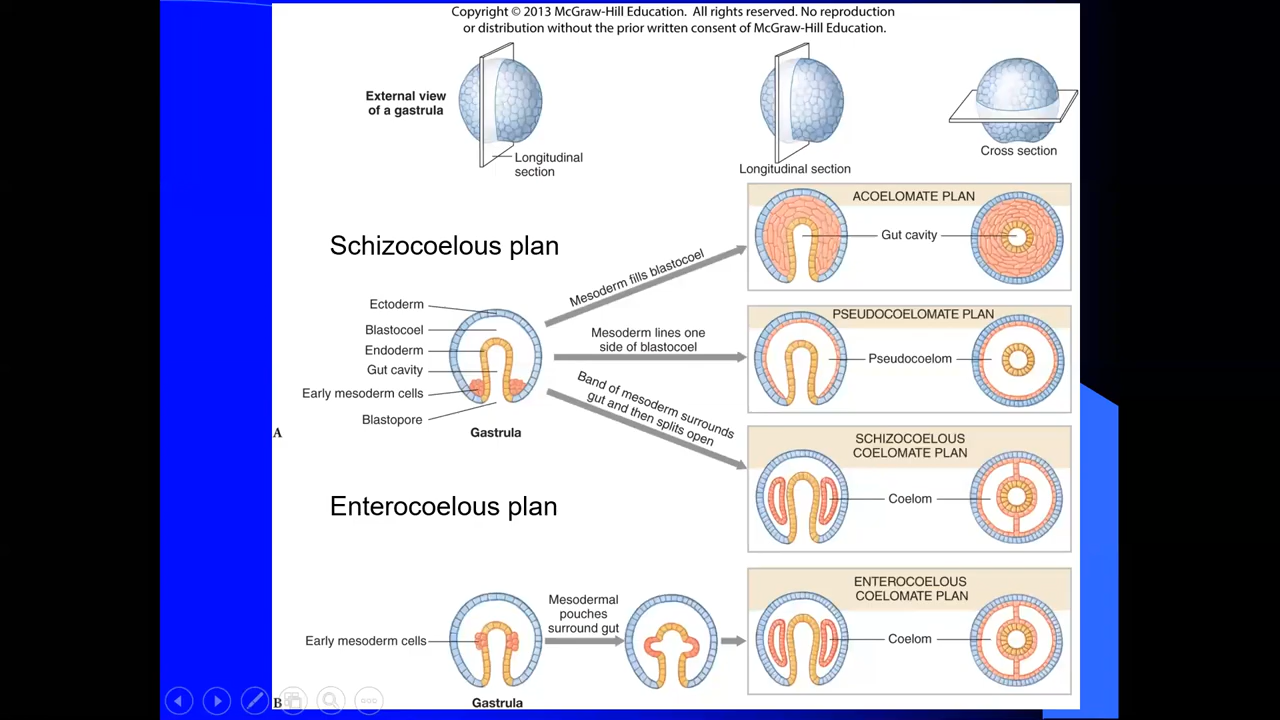 Copyright © 2013 McGraw-Hill Education. All rights reserved. No reproduction
or distribution without the prior written consent of McGraw-Hill Education.
External view
of a gastrula
Longitudinal
section
Longitudinal section
Cross section
Schizocoelous plan
ACOELOMATE PLAN
Gut cavity
Mesoderm fills blastocoel
Ectoderm
Blastocoel
Endoderm
Gut cavity
Early mesoderm cells
Blastopore
A
Gastrula
Mesoderm lines one
side of blastocoel
PSEUDOCOELOMATE PLAN
Pseudocoelom
Band of mesoderm surrounds
gut and then splits open
SCHIZOCOELOUS
COELOMATE PLAN
Coelom
Enterocoelous plan
Early mesoderm cells
Mesodermal
pouches
surround gut
ENTEROCOELOUS
COELOMATE PLAN
Coelom
B
Gastrula